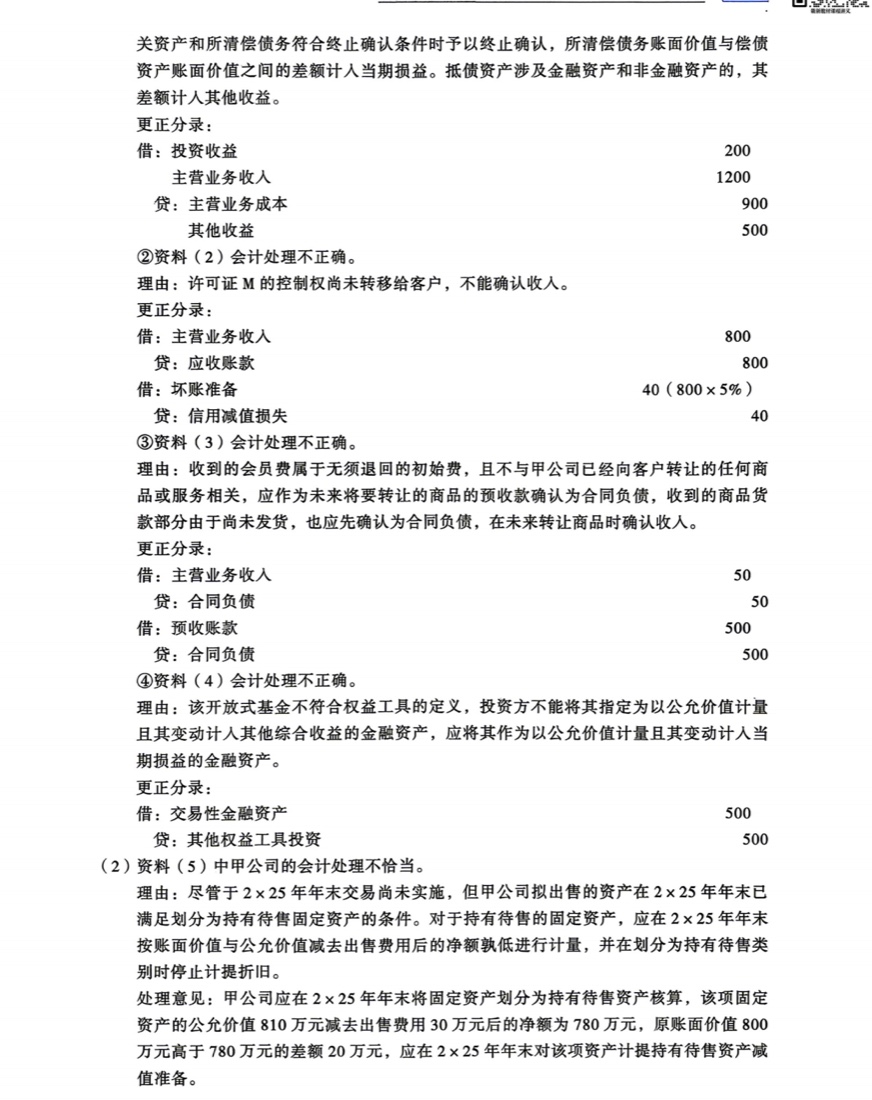 关资产和所清偿债务符合终止确认条件时予以终止确认，所清偿债务账面价值与偿债
资产账面价值之间的差额计入当期损益。抵债资产涉及金融资产和非金融资产的，其
差额计入其他收益。
更正分录：
借：投资收益 200
主营业务收入 1200
贷：主营业务成本 900
其他收益 500
②资料（2）会计处理不正确。
理由：许可证 M 的控制权尚未转移给客户，不能确认收入。
更正分录：
借：主营业务收入 800
贷：应收账款 800
借：坏账准备 40（800×5%）
贷：信用减值损失 40
③资料（3）会计处理不正确。
理由：收到的会员费属于无须退回的初始费，且不与甲公司已经向客户转让的任何商
品或服务相关，应作为未来将要转让的商品的预收款确认为合同负债，收到的商品货
款部分由于尚未发货，也应先确认为合同负债，在未来转让商品时确认收入。
更正分录：
借：主营业务收入 50
贷：合同负债 50
借：预收账款 500
贷：合同负债 500
④资料（4）会计处理不正确。
理由：该开放式基金不符合权益工具的定义，投资方不能将其指定为以公允价值计量
且其变动计入其他综合收益的金融资产，应将其作为以公允价值计量且其变动计入当
期损益的金融资产。
更正分录：
借：交易性金融资产 500
贷：其他权益工具投资 500
（2）资料（5）中甲公司的会计处理不恰当。
理由：尽管于 2×25 年年末交易尚未实施，但甲公司拟出售的资产在 2×25 年年末已
满足划分为持有待售固定资产的条件。对于持有待售的固定资产，应在 2×25 年年末
按账面价值与公允价值减去出售费用后的净额孰低进行计量，并在划分为持有待售类
别时停止计提折旧。
处理意见：甲公司应在 2×25 年年末将固定资产划分为持有待售资产核算，该项固定
资产的公允价值 810 万元减去出售费用 30 万元后的净额为 780 万元，原账面价值 800
万元高于 780 万元的差额 20 万元，应在 2×25 年年末对该项资产计提持有待售资产减
值准备。